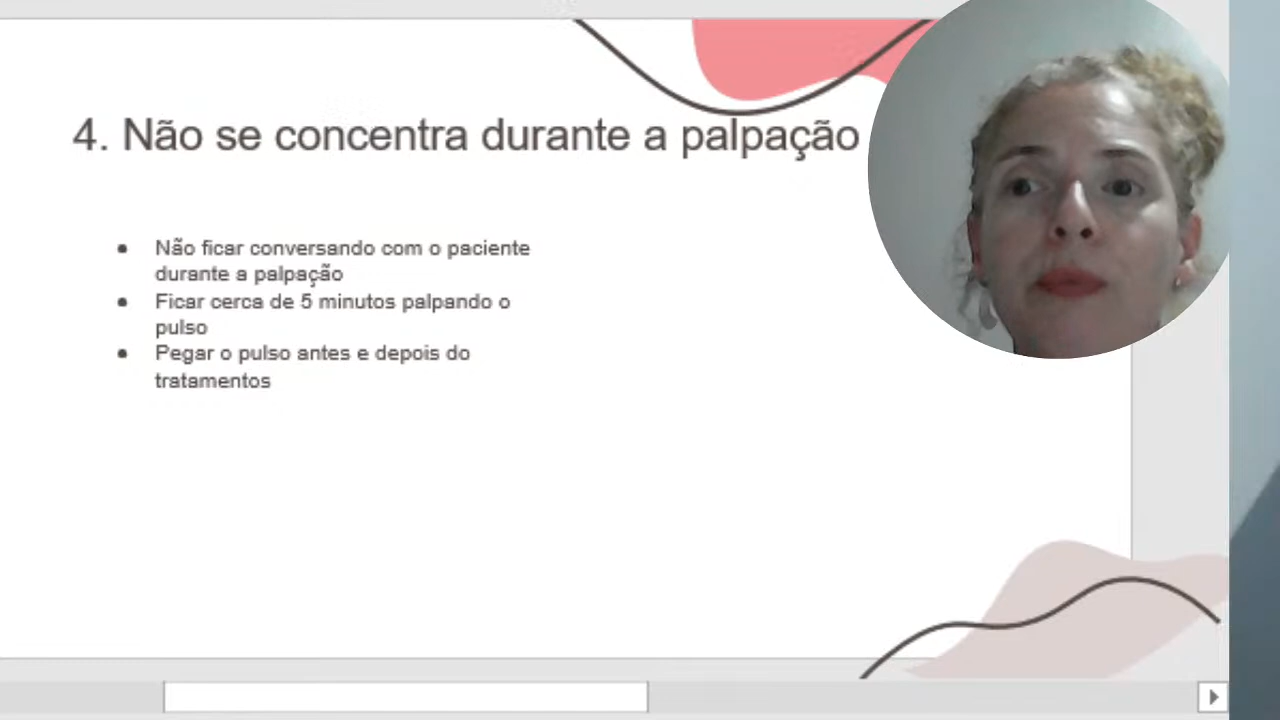 4. Não se concentra durante a palpação
● Não ficar conversando com o paciente
durante a palpação
● Ficar cerca de 5 minutos palpando o
pulso
● Pegar o pulso antes e depois do
tratamentos